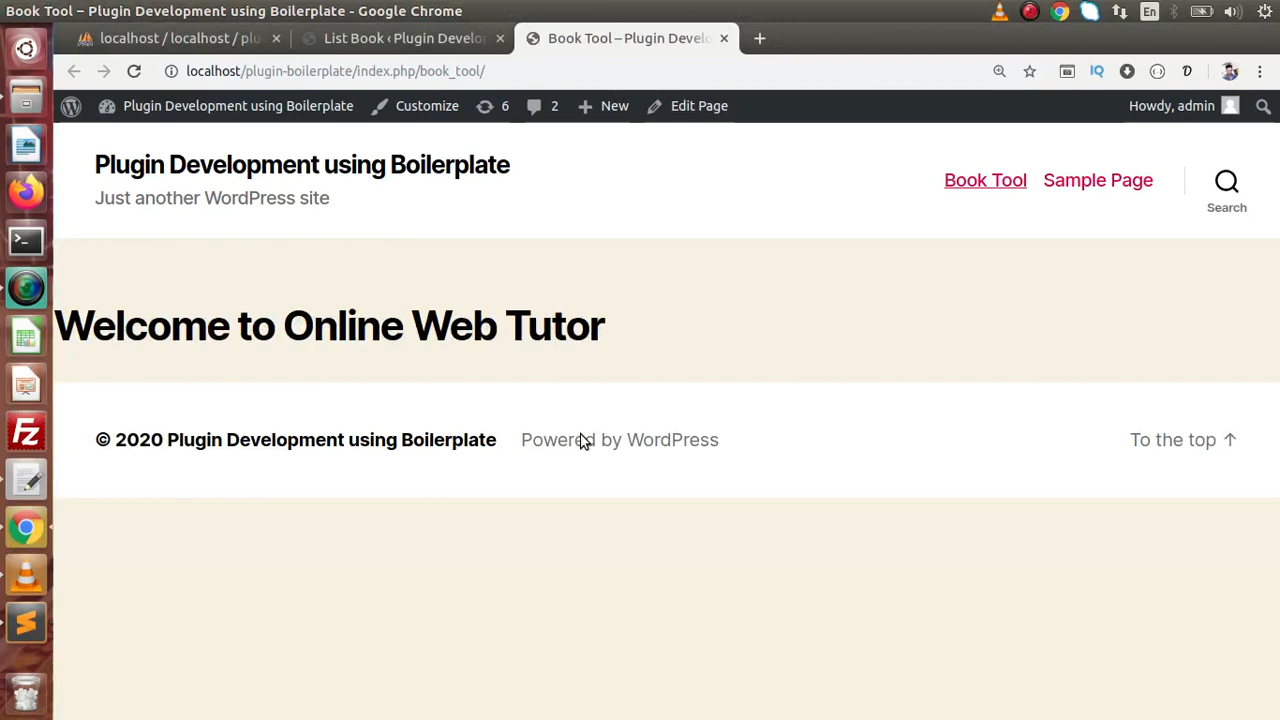 Book Tool – Plugin Development using Boilerplate - Google Chrome
En
localhost / localhost / plu
List Book ‹ Plugin Develop
Book Tool – Plugin Develo
localhost/plugin-boilerplate/index.php/book_tool/
IQ
Plugin Development using Boilerplate
Customize
6
2
New
Edit Page
Howdy, admin
Plugin Development using Boilerplate
Just another WordPress site
Book Tool
Sample Page
Search
Welcome to Online Web Tutor
© 2020 Plugin Development using Boilerplate
Powered by WordPress
To the top ↑